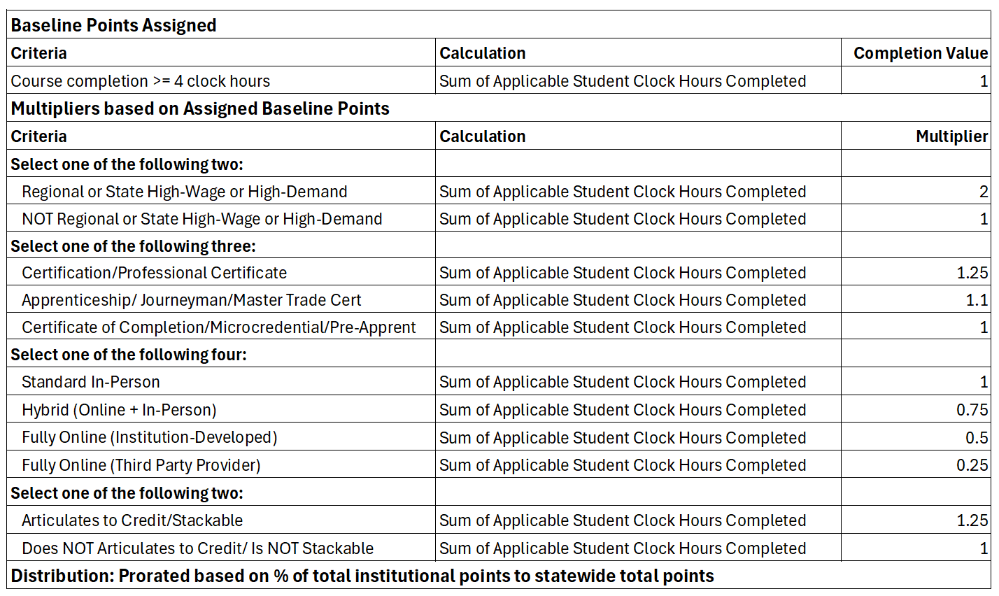 Baseline Points Assigned
Criteria Calculation Completion Value
Course completion >= 4 clock hours Sum of Applicable Student Clock Hours Completed 1
Multipliers based on Assigned Baseline Points
Criteria Calculation Multiplier
Select one of the following two:
Regional or State High-Wage or High-Demand Sum of Applicable Student Clock Hours Completed 2
NOT Regional or State High-Wage or High-Demand Sum of Applicable Student Clock Hours Completed 1
Select one of the following three:
Certification/Professional Certificate Sum of Applicable Student Clock Hours Completed 1.25
Apprenticeship/ Journeyman/Master Trade Cert Sum of Applicable Student Clock Hours Completed 1.1
Certificate of Completion/Microcredential/Pre-Apprent Sum of Applicable Student Clock Hours Completed 1
Select one of the following four:
Standard In-Person Sum of Applicable Student Clock Hours Completed 1
Hybrid (Online + In-Person) Sum of Applicable Student Clock Hours Completed 0.75
Fully Online (Institution-Developed) Sum of Applicable Student Clock Hours Completed 0.5
Fully Online (Third Party Provider) Sum of Applicable Student Clock Hours Completed 0.25
Select one of the following two:
Articulates to Credit/Stackable Sum of Applicable Student Clock Hours Completed 1.25
Does NOT Articulates to Credit/ Is NOT Stackable Sum of Applicable Student Clock Hours Completed 1
Distribution: Prorated based on % of total institutional points to statewide total points